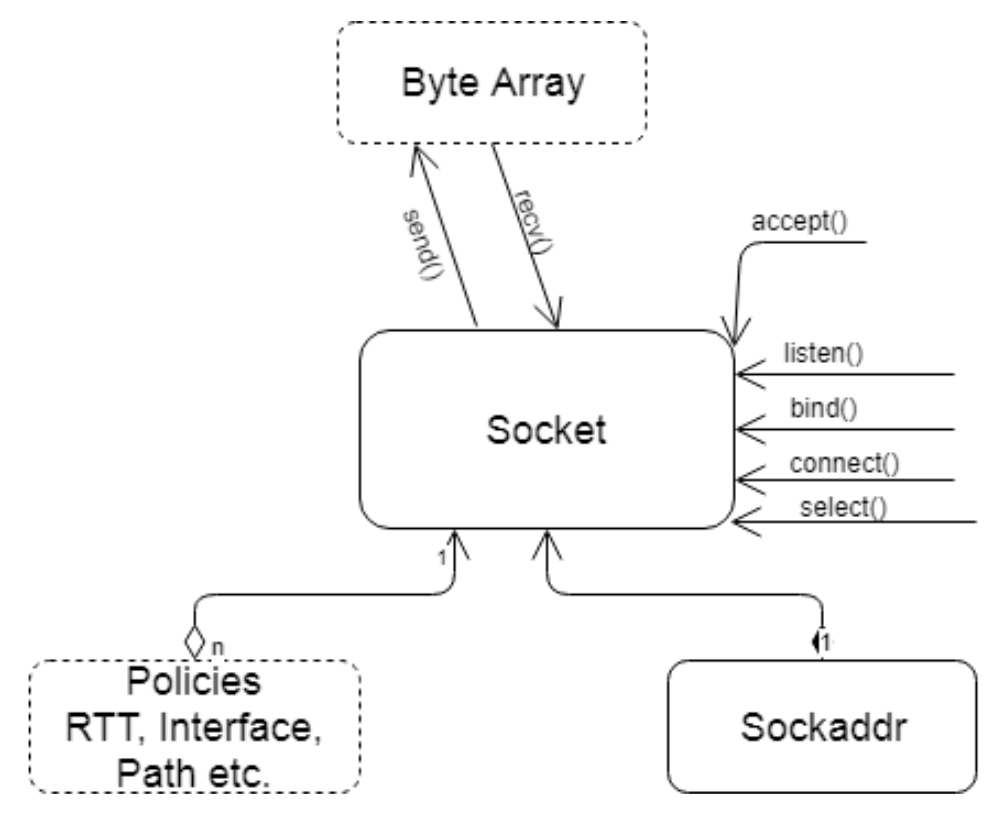 Byte Array
send()
recv()
accept()
listen()
Socket
bind()
connect()
select()
1
n
1
Policies
RTT, Interface,
Path etc.
Sockaddr